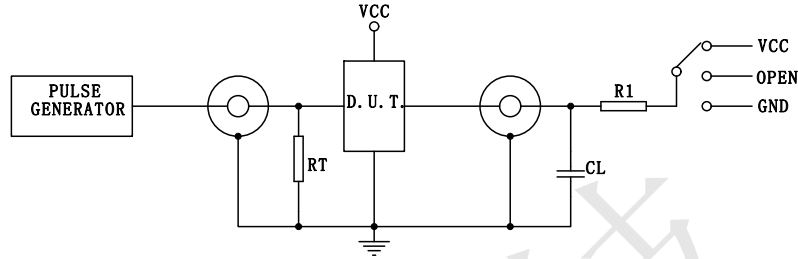 VCC
PULSE
GENERATOR
D. U. T.
R1
VCC
OPEN
GND
RT
CL